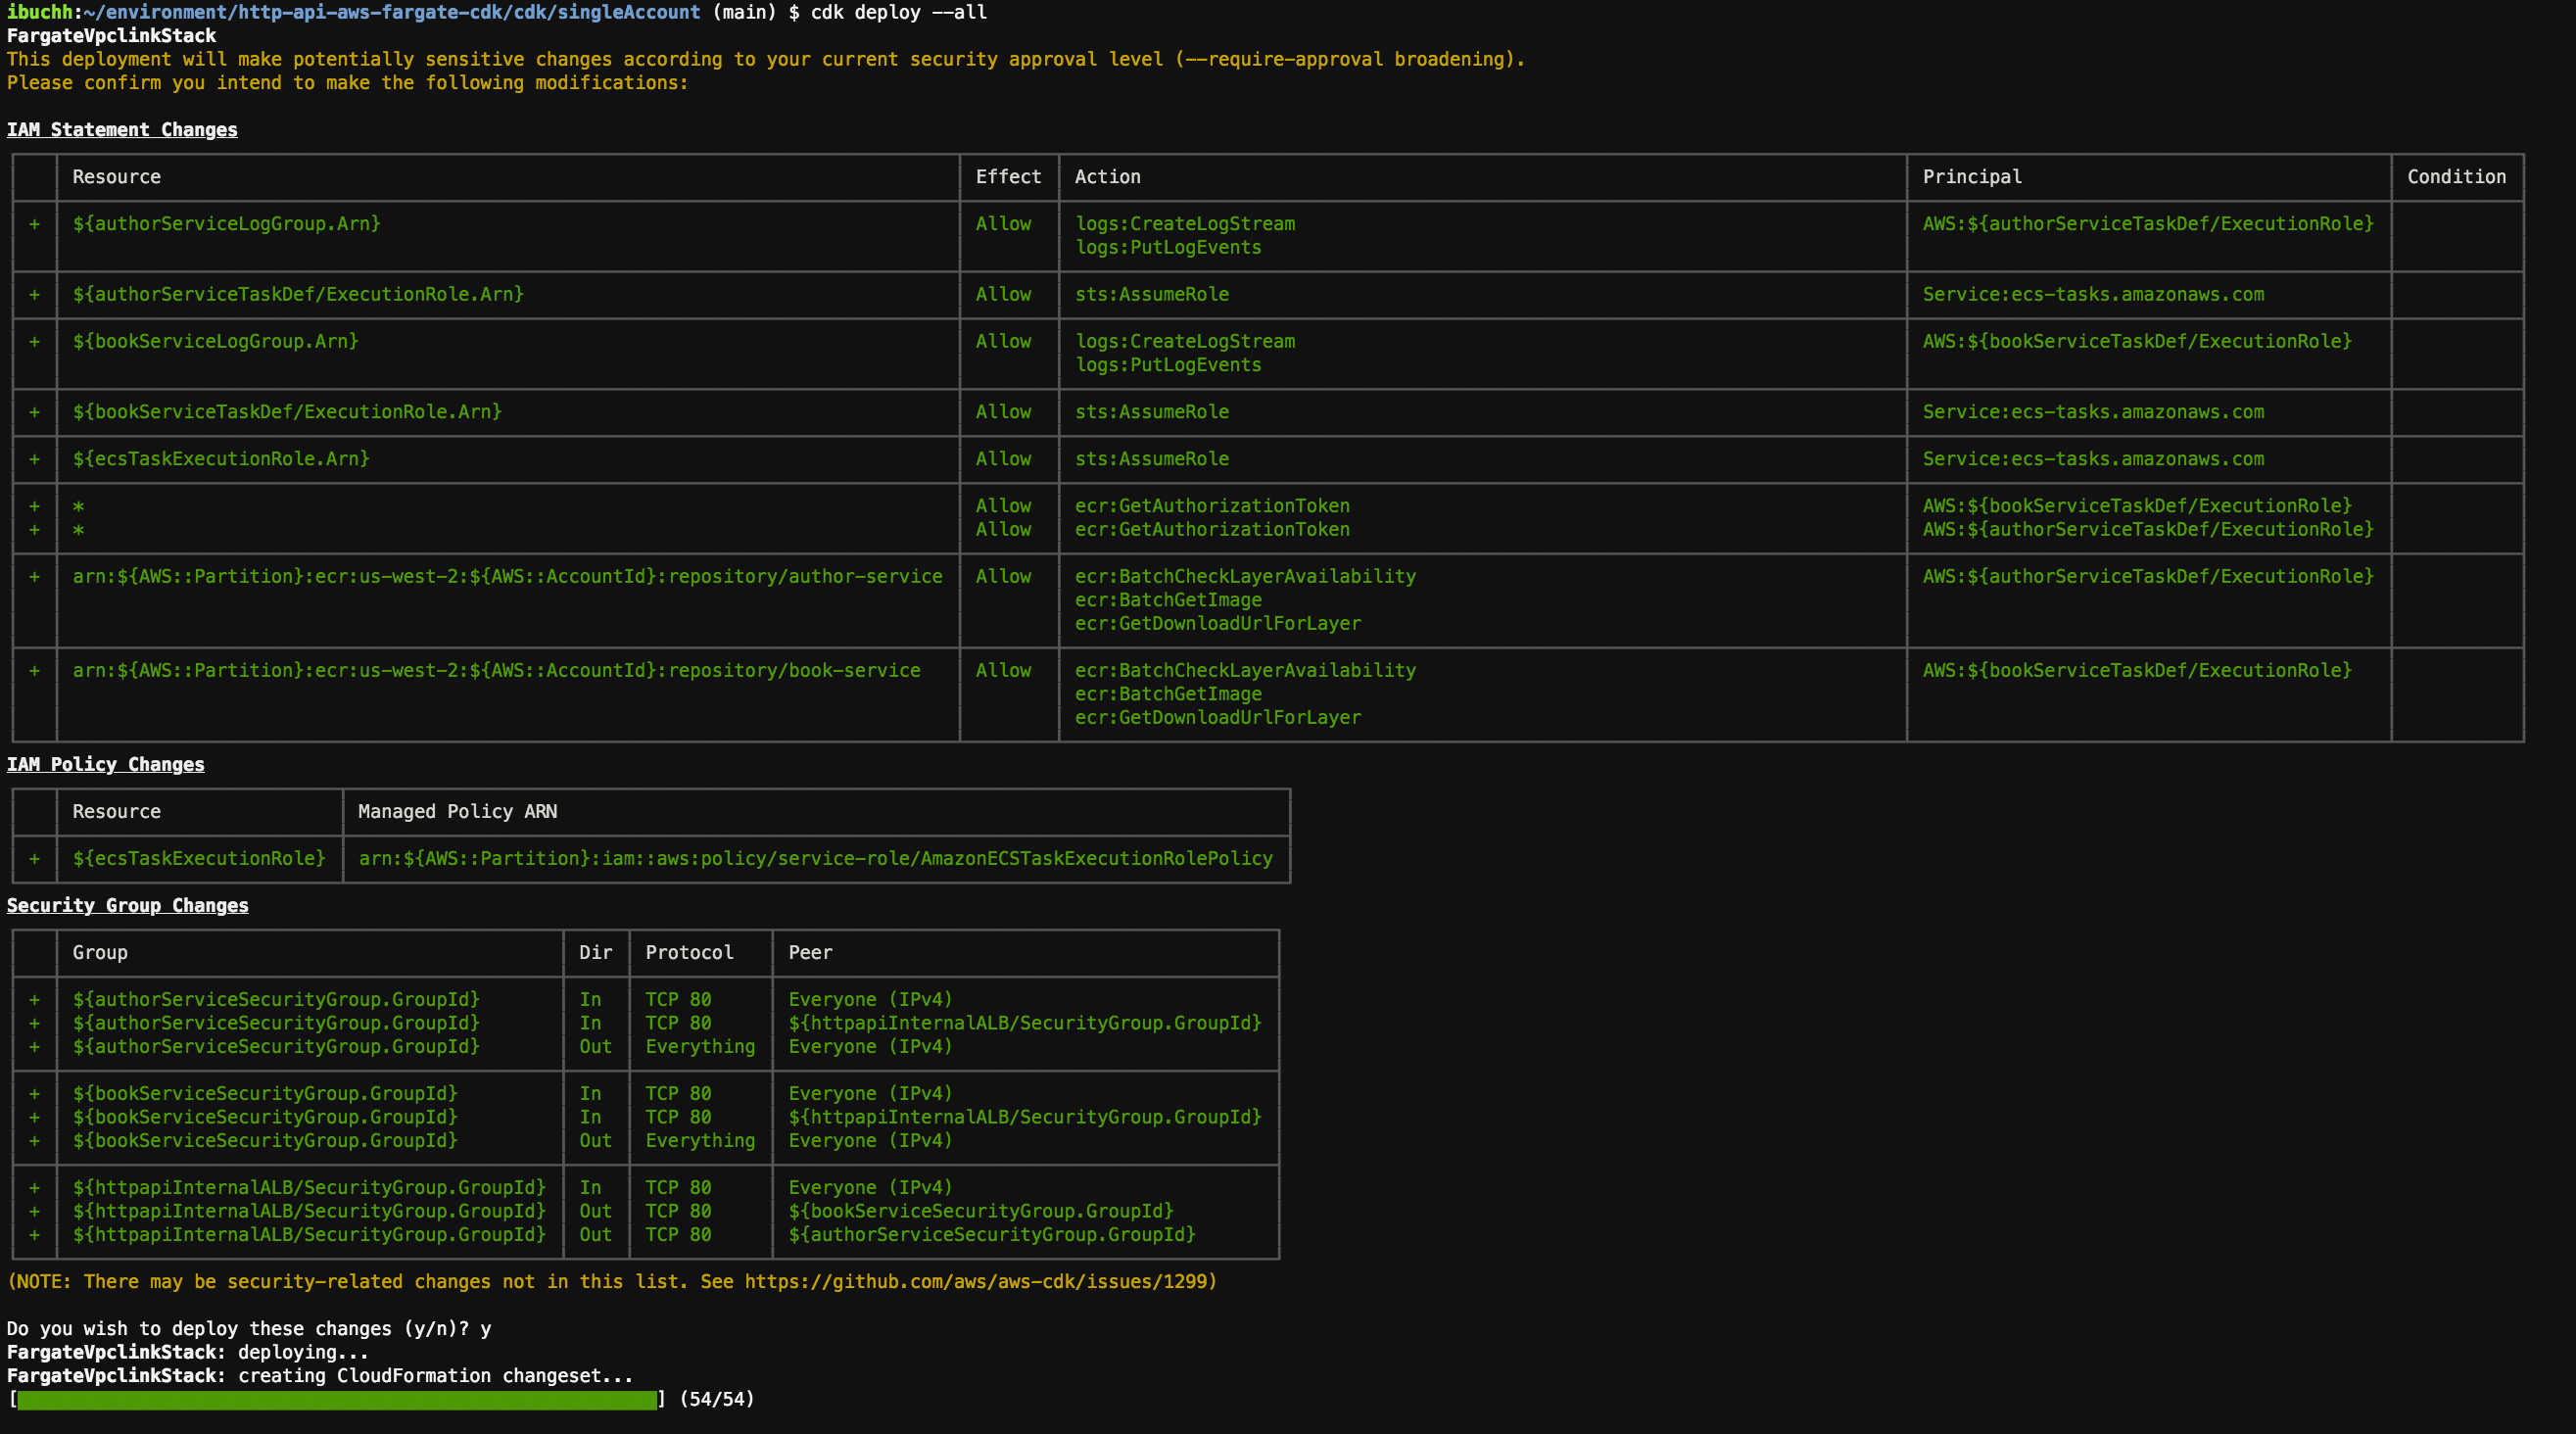 ibuchh:~/environment/http-api-aws-fargate-cdk/cdk/singleAccount (main) $ cdk deploy --all
FargateVpclinkStack
This deployment will make potentially sensitive changes according to your current security approval level (--require-approval broadening).
Please confirm you intend to make the following modifications:
IAM Statement Changes
Resource Effect Action Principal Condition
+ ${authorServiceLogGroup.Arn} Allow logs:CreateLogStream AWS:${authorServiceTaskDef/ExecutionRole}
logs:PutLogEvents
+ ${authorServiceTaskDef/ExecutionRole.Arn} Allow sts:AssumeRole Service:ecs-tasks.amazonaws.com
+ ${bookServiceLogGroup.Arn} Allow logs:CreateLogStream AWS:${bookServiceTaskDef/ExecutionRole}
logs:PutLogEvents
+ ${bookServiceTaskDef/ExecutionRole.Arn} Allow sts:AssumeRole Service:ecs-tasks.amazonaws.com
+ ${ecsTaskExecutionRole.Arn} Allow sts:AssumeRole Service:ecs-tasks.amazonaws.com
+ * Allow ecr:GetAuthorizationToken AWS:${bookServiceTaskDef/ExecutionRole}
+ * Allow ecr:GetAuthorizationToken AWS:${authorServiceTaskDef/ExecutionRole}
+ arn:${AWS::Partition}:ecr:us-west-2:${AWS::AccountId}:repository/author-service Allow ecr:BatchCheckLayerAvailability AWS:${authorServiceTaskDef/ExecutionRole}
ecr:BatchGetImage
ecr:GetDownloadUrlForLayer
+ arn:${AWS::Partition}:ecr:us-west-2:${AWS::AccountId}:repository/book-service Allow ecr:BatchCheckLayerAvailability AWS:${bookServiceTaskDef/ExecutionRole}
ecr:BatchGetImage
ecr:GetDownloadUrlForLayer
IAM Policy Changes
Resource Managed Policy ARN
+ ${ecsTaskExecutionRole} arn:${AWS::Partition}:iam::aws:policy/service-role/AmazonECSTaskExecutionRolePolicy
Security Group Changes
Group Dir Protocol Peer
+ ${authorServiceSecurityGroup.GroupId} In TCP 80 Everyone (IPv4)
+ ${authorServiceSecurityGroup.GroupId} In TCP 80 ${httpapiInternalALB/SecurityGroup.GroupId}
+ ${authorServiceSecurityGroup.GroupId} Out Everything Everyone (IPv4)
+ ${bookServiceSecurityGroup.GroupId} In TCP 80 Everyone (IPv4)
+ ${bookServiceSecurityGroup.GroupId} In TCP 80 ${httpapiInternalALB/SecurityGroup.GroupId}
+ ${bookServiceSecurityGroup.GroupId} Out Everything Everyone (IPv4)
+ ${httpapiInternalALB/SecurityGroup.GroupId} In TCP 80 Everyone (IPv4)
+ ${httpapiInternalALB/SecurityGroup.GroupId} Out TCP 80 ${bookServiceSecurityGroup.GroupId}
+ ${httpapiInternalALB/SecurityGroup.GroupId} Out TCP 80 ${authorServiceSecurityGroup.GroupId}
(NOTE: There may be security-related changes not in this list. See https://github.com/aws/aws-cdk/issues/1299)
Do you wish to deploy these changes (y/n)? y
FargateVpclinkStack: deploying...
FargateVpclinkStack: creating CloudFormation changeset...
[ ] (54/54)